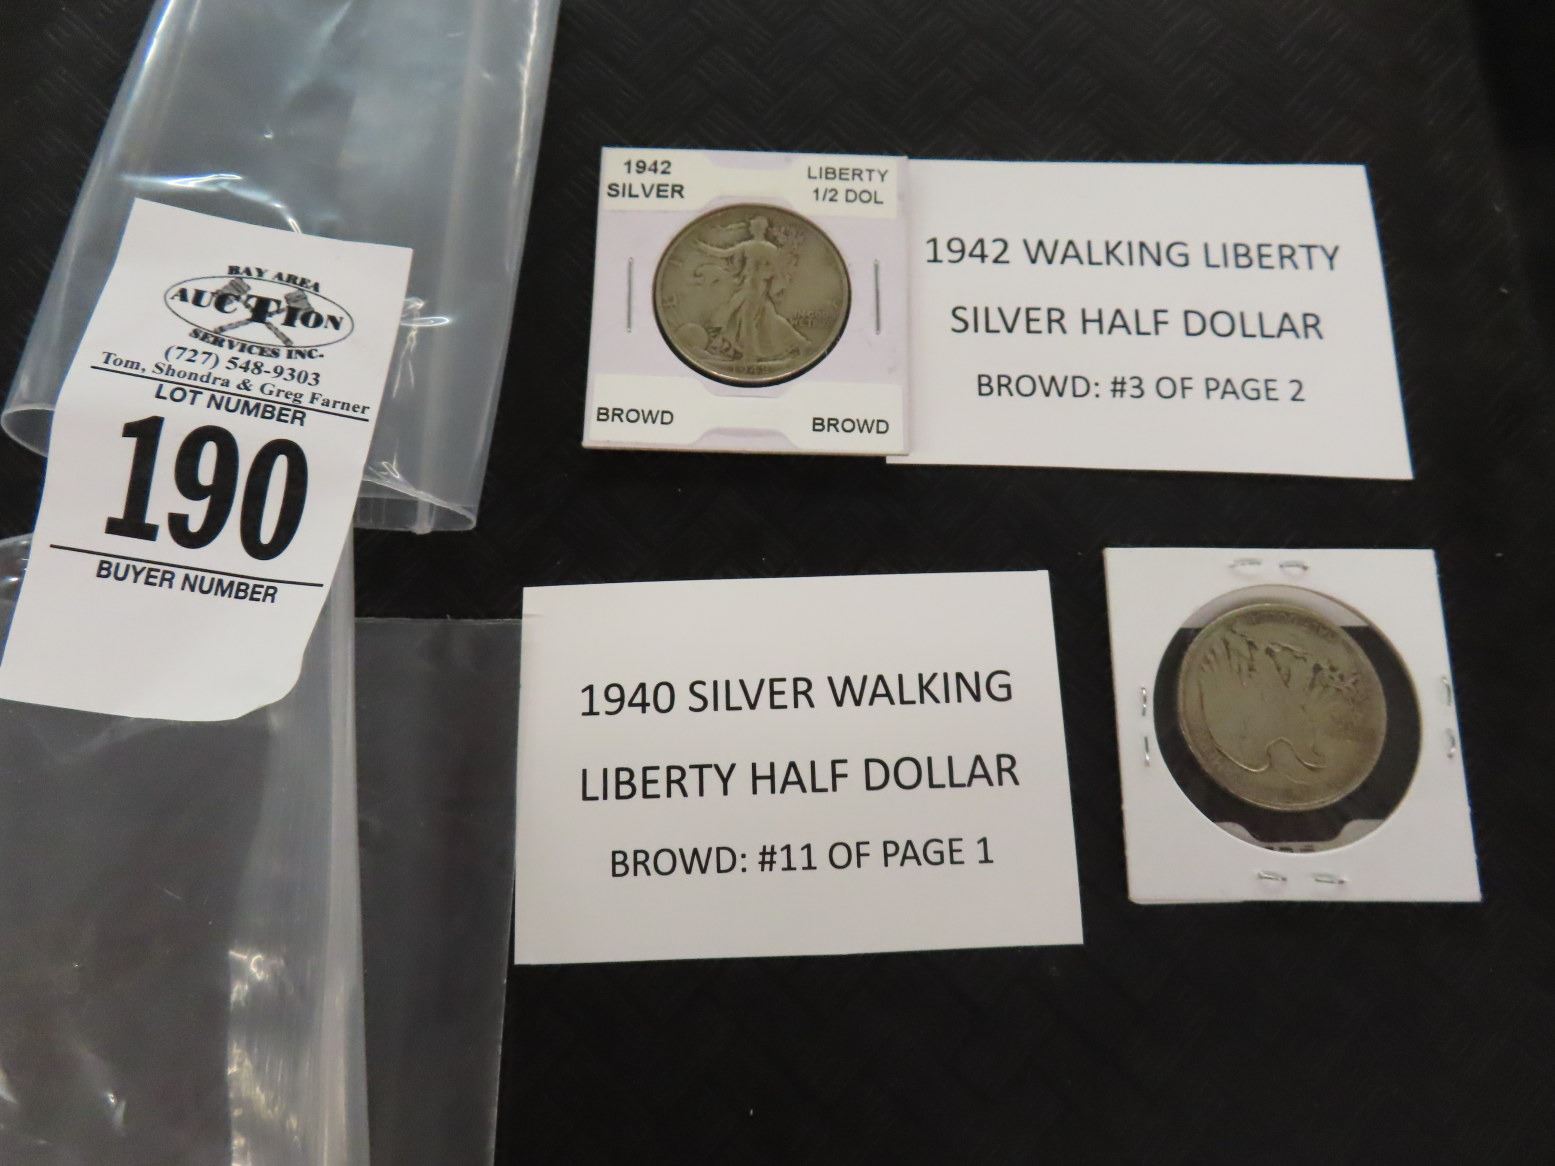 BAY AREA
AUCTION
SERVICES INC.
(727) 548-9303
Tom, Shondra & Greg Farner
LOT NUMBER
190
BUYER NUMBER
1942
SILVER
LIBERTY
1/2 DOL
BROWD
BROWD
1942 WALKING LIBERTY
SILVER HALF DOLLAR
BROWD: #3 OF PAGE 2
1940 SILVER WALKING
LIBERTY HALF DOLLAR
BROWD: #11 OF PAGE 1